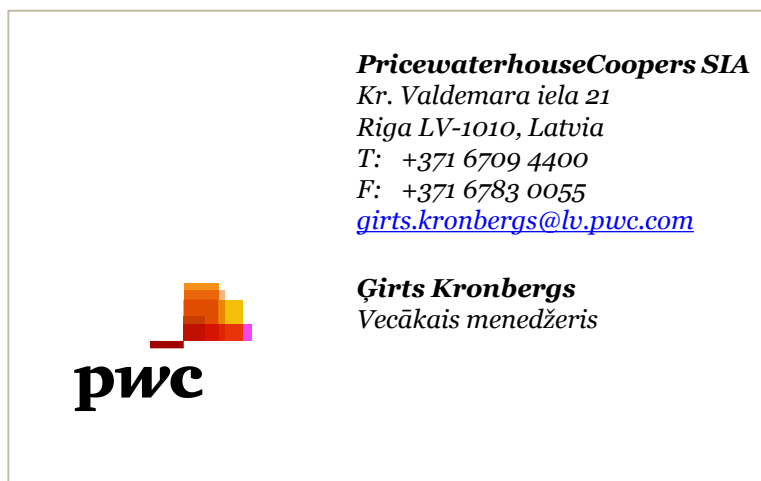 PricewaterhouseCoopers SIA
Kr. Valdemara iela 21
Riga LV-1010, Latvia
T: +371 6709 4400
F: +371 6783 0055
girts.kronbergs@lv.pwc.com
Ģirts Kronbergs
Vecākais menedžeris
pwc